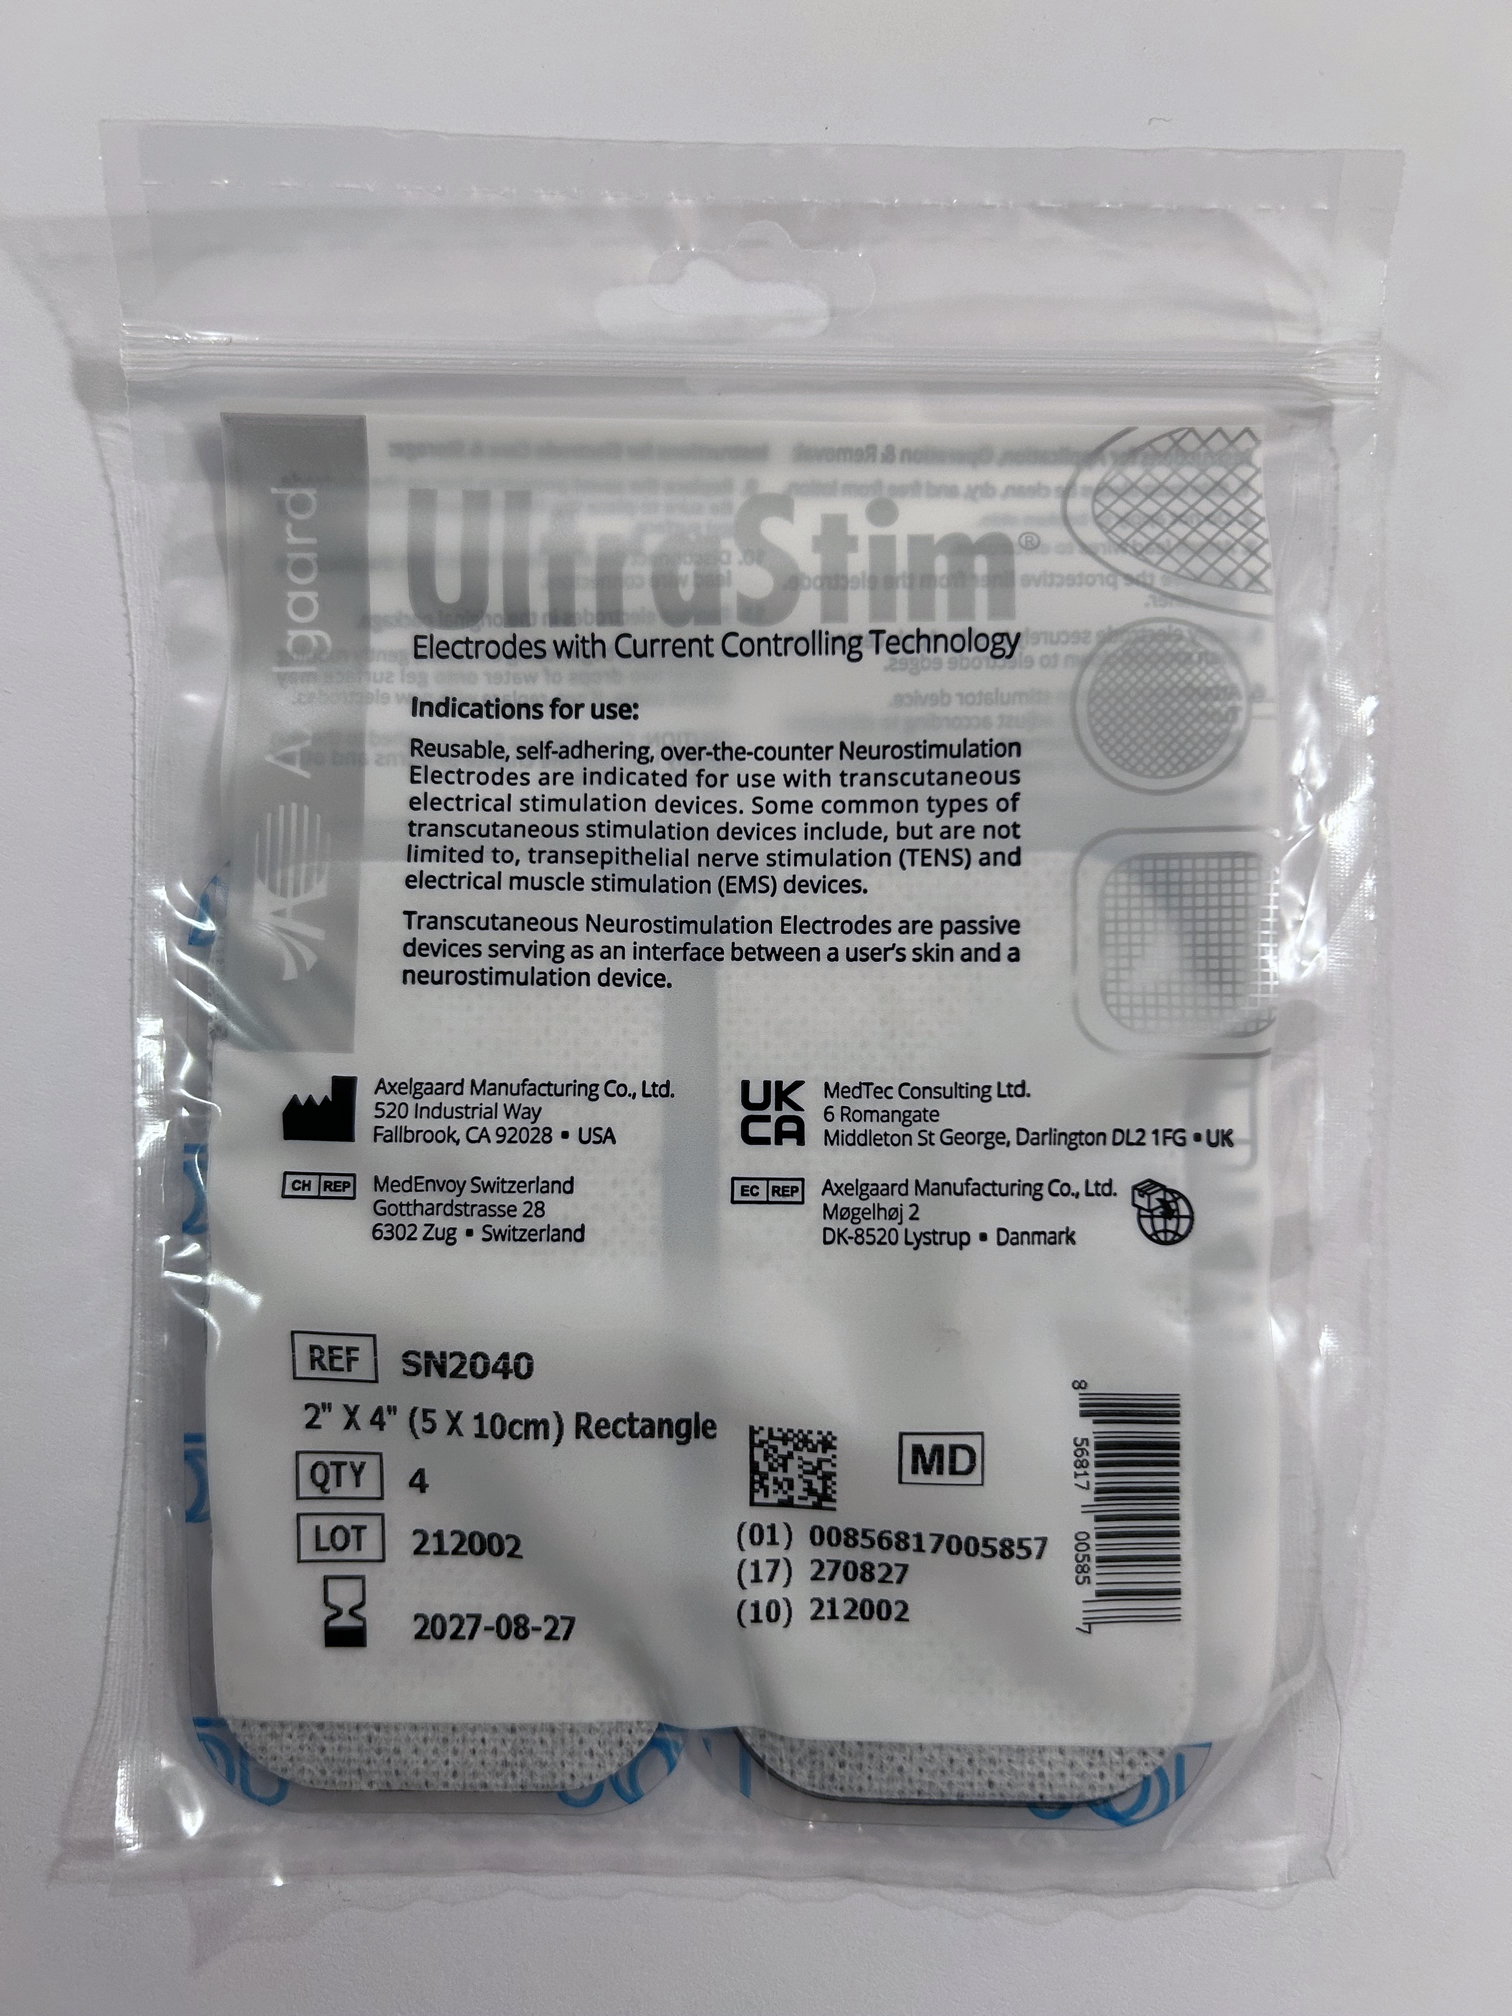 Axelgaard
UltraStim®
Electrodes with Current Controlling Technology
Indications for use:
Reusable, self-adhering, over-the-counter Neurostimulation
Electrodes are indicated for use with transcutaneous
electrical stimulation devices. Some common types of
transcutaneous stimulation devices include, but are not
limited to, transepithelial nerve stimulation (TENS) and
electrical muscle stimulation (EMS) devices.
Transcutaneous Neurostimulation Electrodes are passive
devices serving as an interface between a user's skin and a
neurostimulation device.
Axelgaard Manufacturing Co., Ltd.
520 Industrial Way
Fallbrook, CA 92028 ▪ USA
UK
CA
MedTec Consulting Ltd.
6 Romangate
Middleton St George, Darlington DL2 1FG ▪ UK
CH REP
MedEnvoy Switzerland
Gotthardstrasse 28
6302 Zug ▪ Switzerland
EC REP
Axelgaard Manufacturing Co., Ltd.
Møgelhøj 2
DK-8520 Lystrup ▪ Danmark
REF SN2040
2" X 4" (5 X 10cm) Rectangle
QTY 4
LOT 212002
2027-08-27
MD
(01) 00856817005857
(17) 270827
(10) 212002
8 56817 00585 7